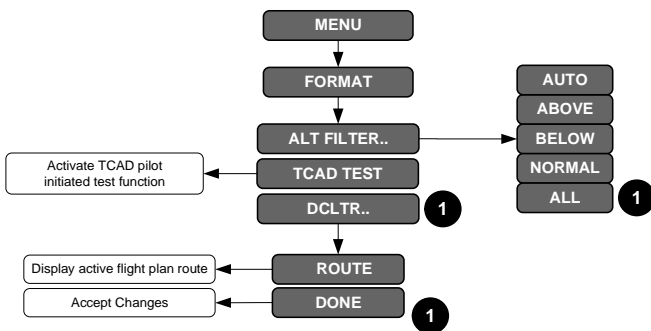 MENU
FORMAT
ALT FILTER..
TCAD TEST
DCLTR..
1
Activate TCAD pilot
initiated test function
AUTO
ABOVE
BELOW
NORMAL
ALL
1
ROUTE
DONE
1
Display active flight plan route
Accept Changes